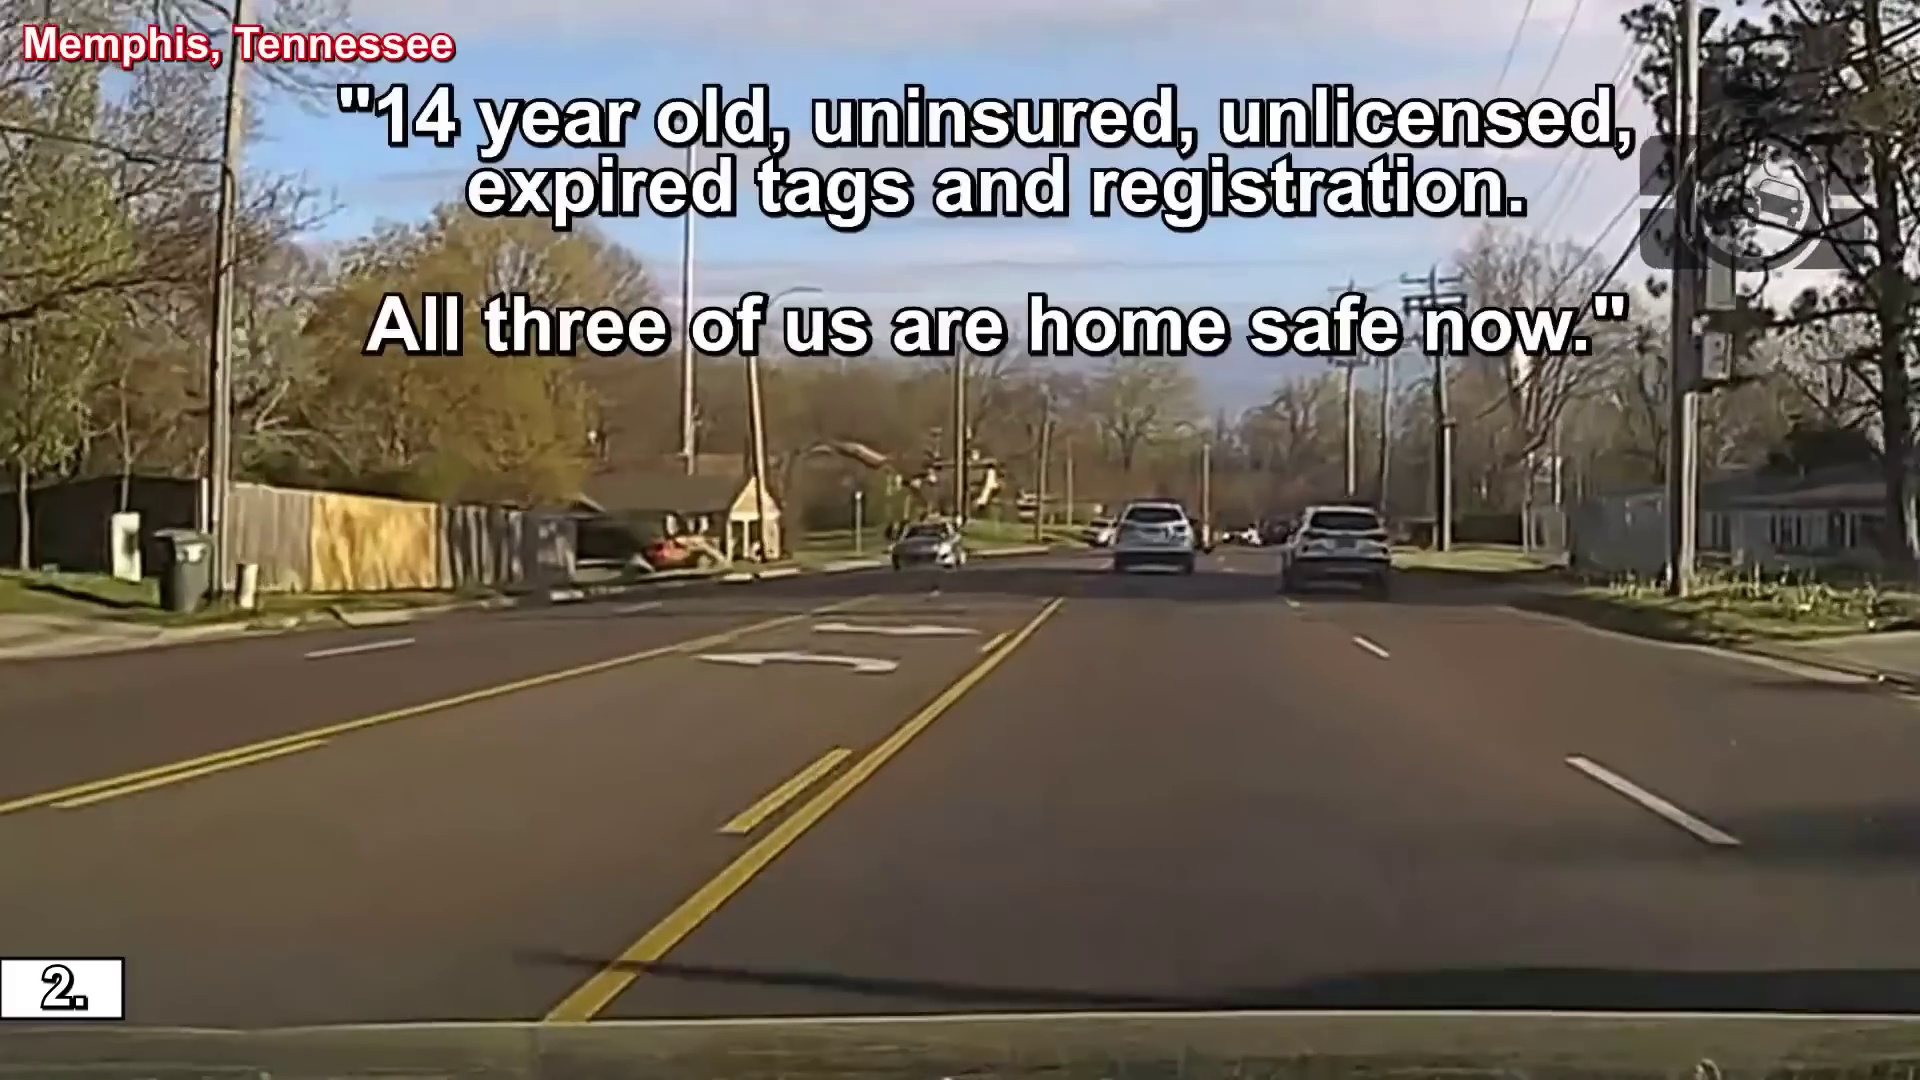 Memphis, Tennessee
"14 year old, uninsured, unlicensed,
expired tags and registration.
All three of us are home safe now."
2.